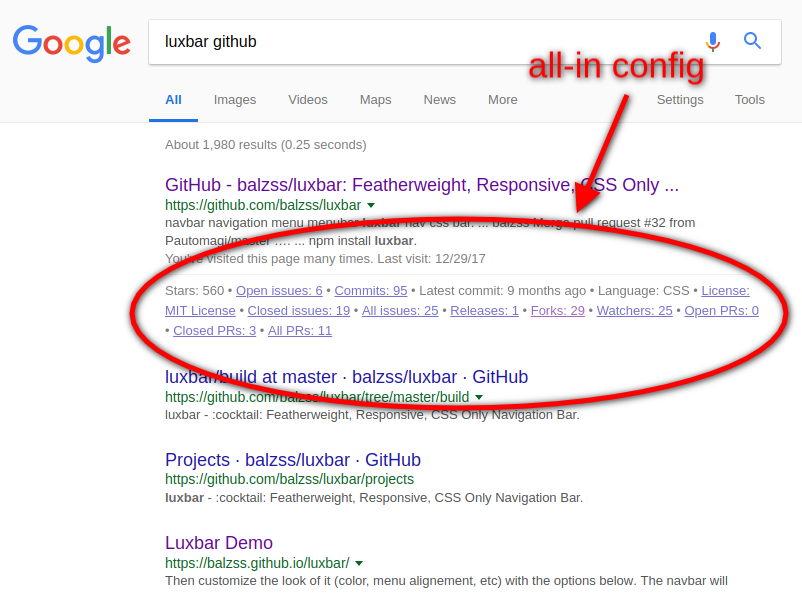 Google
luxbar github
all-in config
All Images Videos Maps News More Settings Tools
About 1,980 results (0.25 seconds)
GitHub - balzss/luxbar: Featherweight, Responsive, CSS Only ...
https://github.com/balzss/luxbar
navbar navigation menu menubar luxbar nav css bar. ... balzss Merge pull request #32 from
Pautomagi/master …. ... npm install luxbar.
You've visited this page many times. Last visit: 12/29/17
Stars: 560 • Open issues: 6 • Commits: 95 • Latest commit: 9 months ago • Language: CSS • License:
MIT License • Closed issues: 19 • All issues: 25 • Releases: 1 • Forks: 29 • Watchers: 25 • Open PRs: 0
• Closed PRs: 3 • All PRs: 11
luxbar/build at master · balzss/luxbar · GitHub
https://github.com/balzss/luxbar/tree/master/build
luxbar - :cocktail: Featherweight, Responsive, CSS Only Navigation Bar.
Projects · balzss/luxbar · GitHub
https://github.com/balzss/luxbar/projects
luxbar - :cocktail: Featherweight, Responsive, CSS Only Navigation Bar.
Luxbar Demo
https://balzss.github.io/luxbar/
Then customize the look of it (color, menu alignement, etc) with the options below. The navbar will